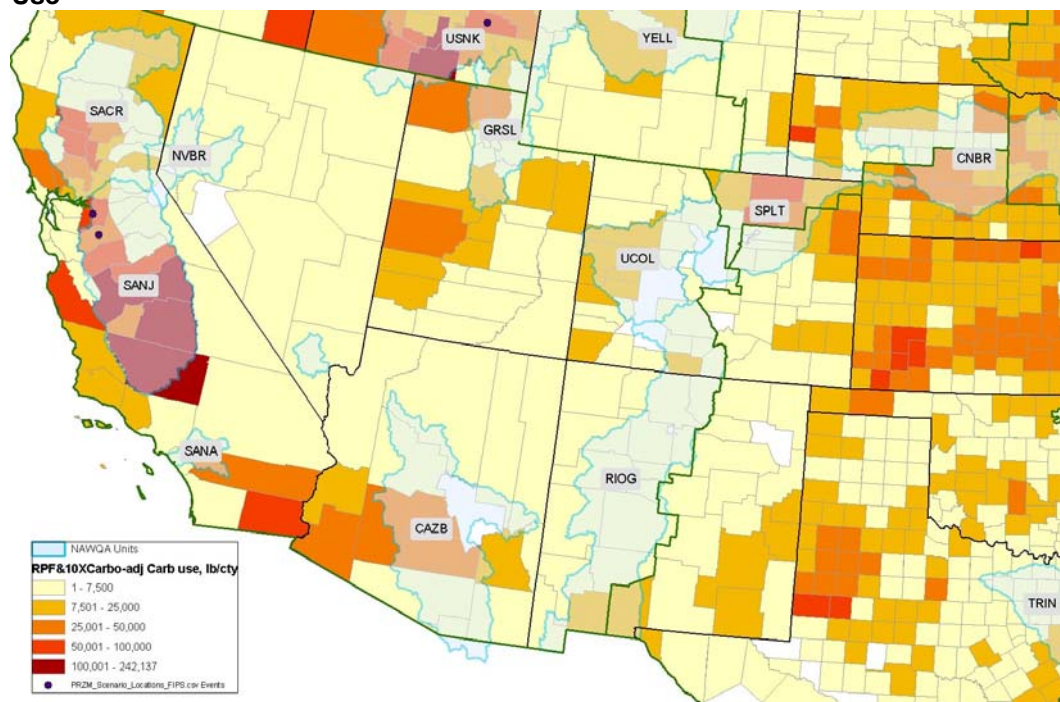 Use
USNK
YELL
SACR
GRSL
NVBR
CNBR
SPLT
UCOL
SANJ
SANA
RIOG
CAZB
TRIN
NAWQA Units
RPF&10XCarbo-adj Carb use, lb/cty
1 - 7,500
7,501 - 25,000
25,001 - 50,000
50,001 - 100,000
100,001 - 242,137
PRZM_Scenario_Locations_FIPS.csv Events